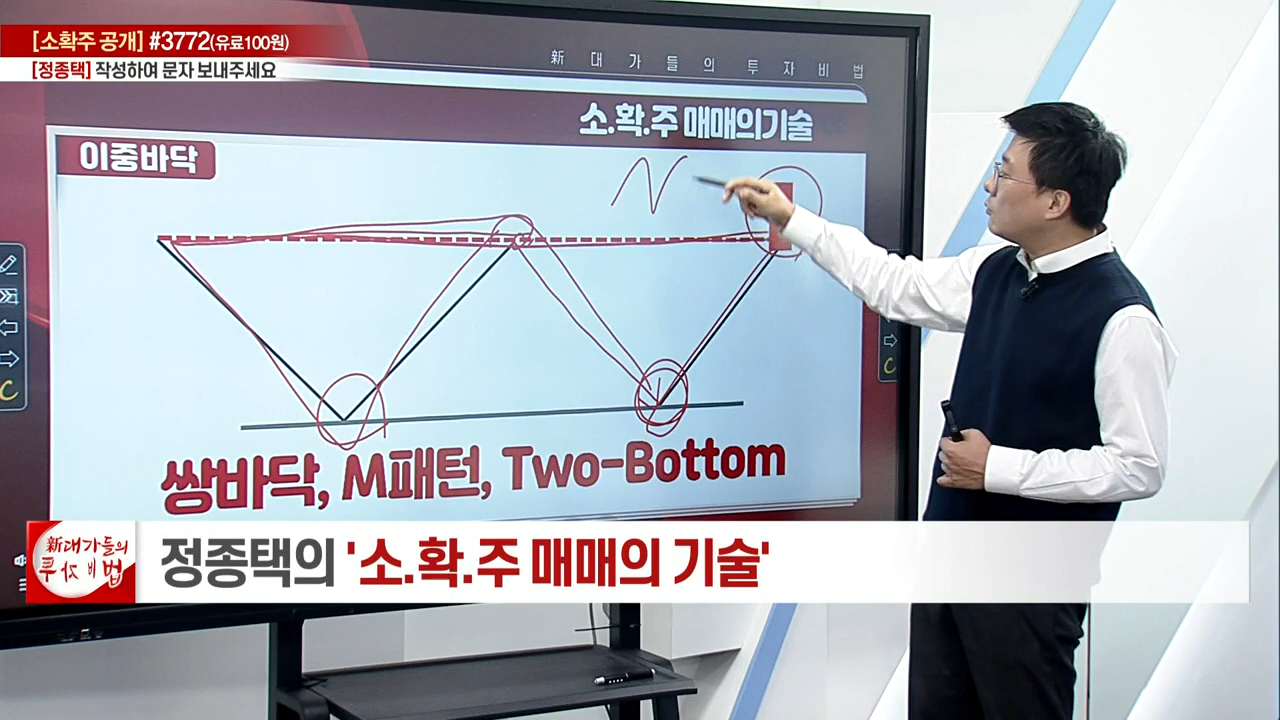 [소확주 공개] #3772(유료100원)
[정종택] 작성하여 문자 보내주세요
新 대 가 들 의 투 자 비 법
소.확.주 매매의기술
이중바닥
N
쌍바닥, M패턴, Two-Bottom
新대가들의
투자비법
정종택의 '소.확.주 매매의 기술'